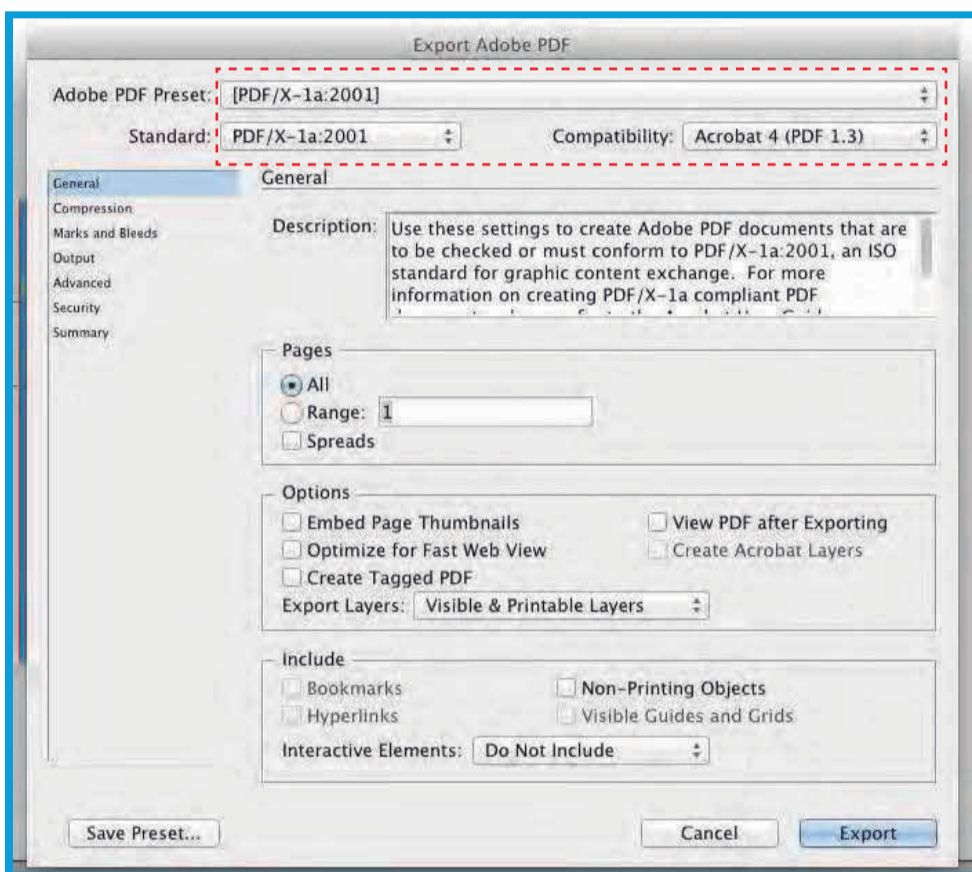 Export Adobe PDF
Adobe PDF Preset: [PDF/X-1a:2001]
Standard: PDF/X-1a:2001 Compatibility: Acrobat 4 (PDF 1.3)
General
Compression
Marks and Bleeds
Output
Advanced
Security
Summary
General
Description: Use these settings to create Adobe PDF documents that are
to be checked or must conform to PDF/X-1a:2001, an ISO
standard for graphic content exchange. For more
information on creating PDF/X-1a compliant PDF
Pages
All
Range: 1
Spreads
Options
Embed Page Thumbnails View PDF after Exporting
Optimize for Fast Web View Create Acrobat Layers
Create Tagged PDF
Export Layers: Visible & Printable Layers
Include
Bookmarks Non-Printing Objects
Hyperlinks Visible Guides and Grids
Interactive Elements: Do Not Include
Save Preset... Cancel Export